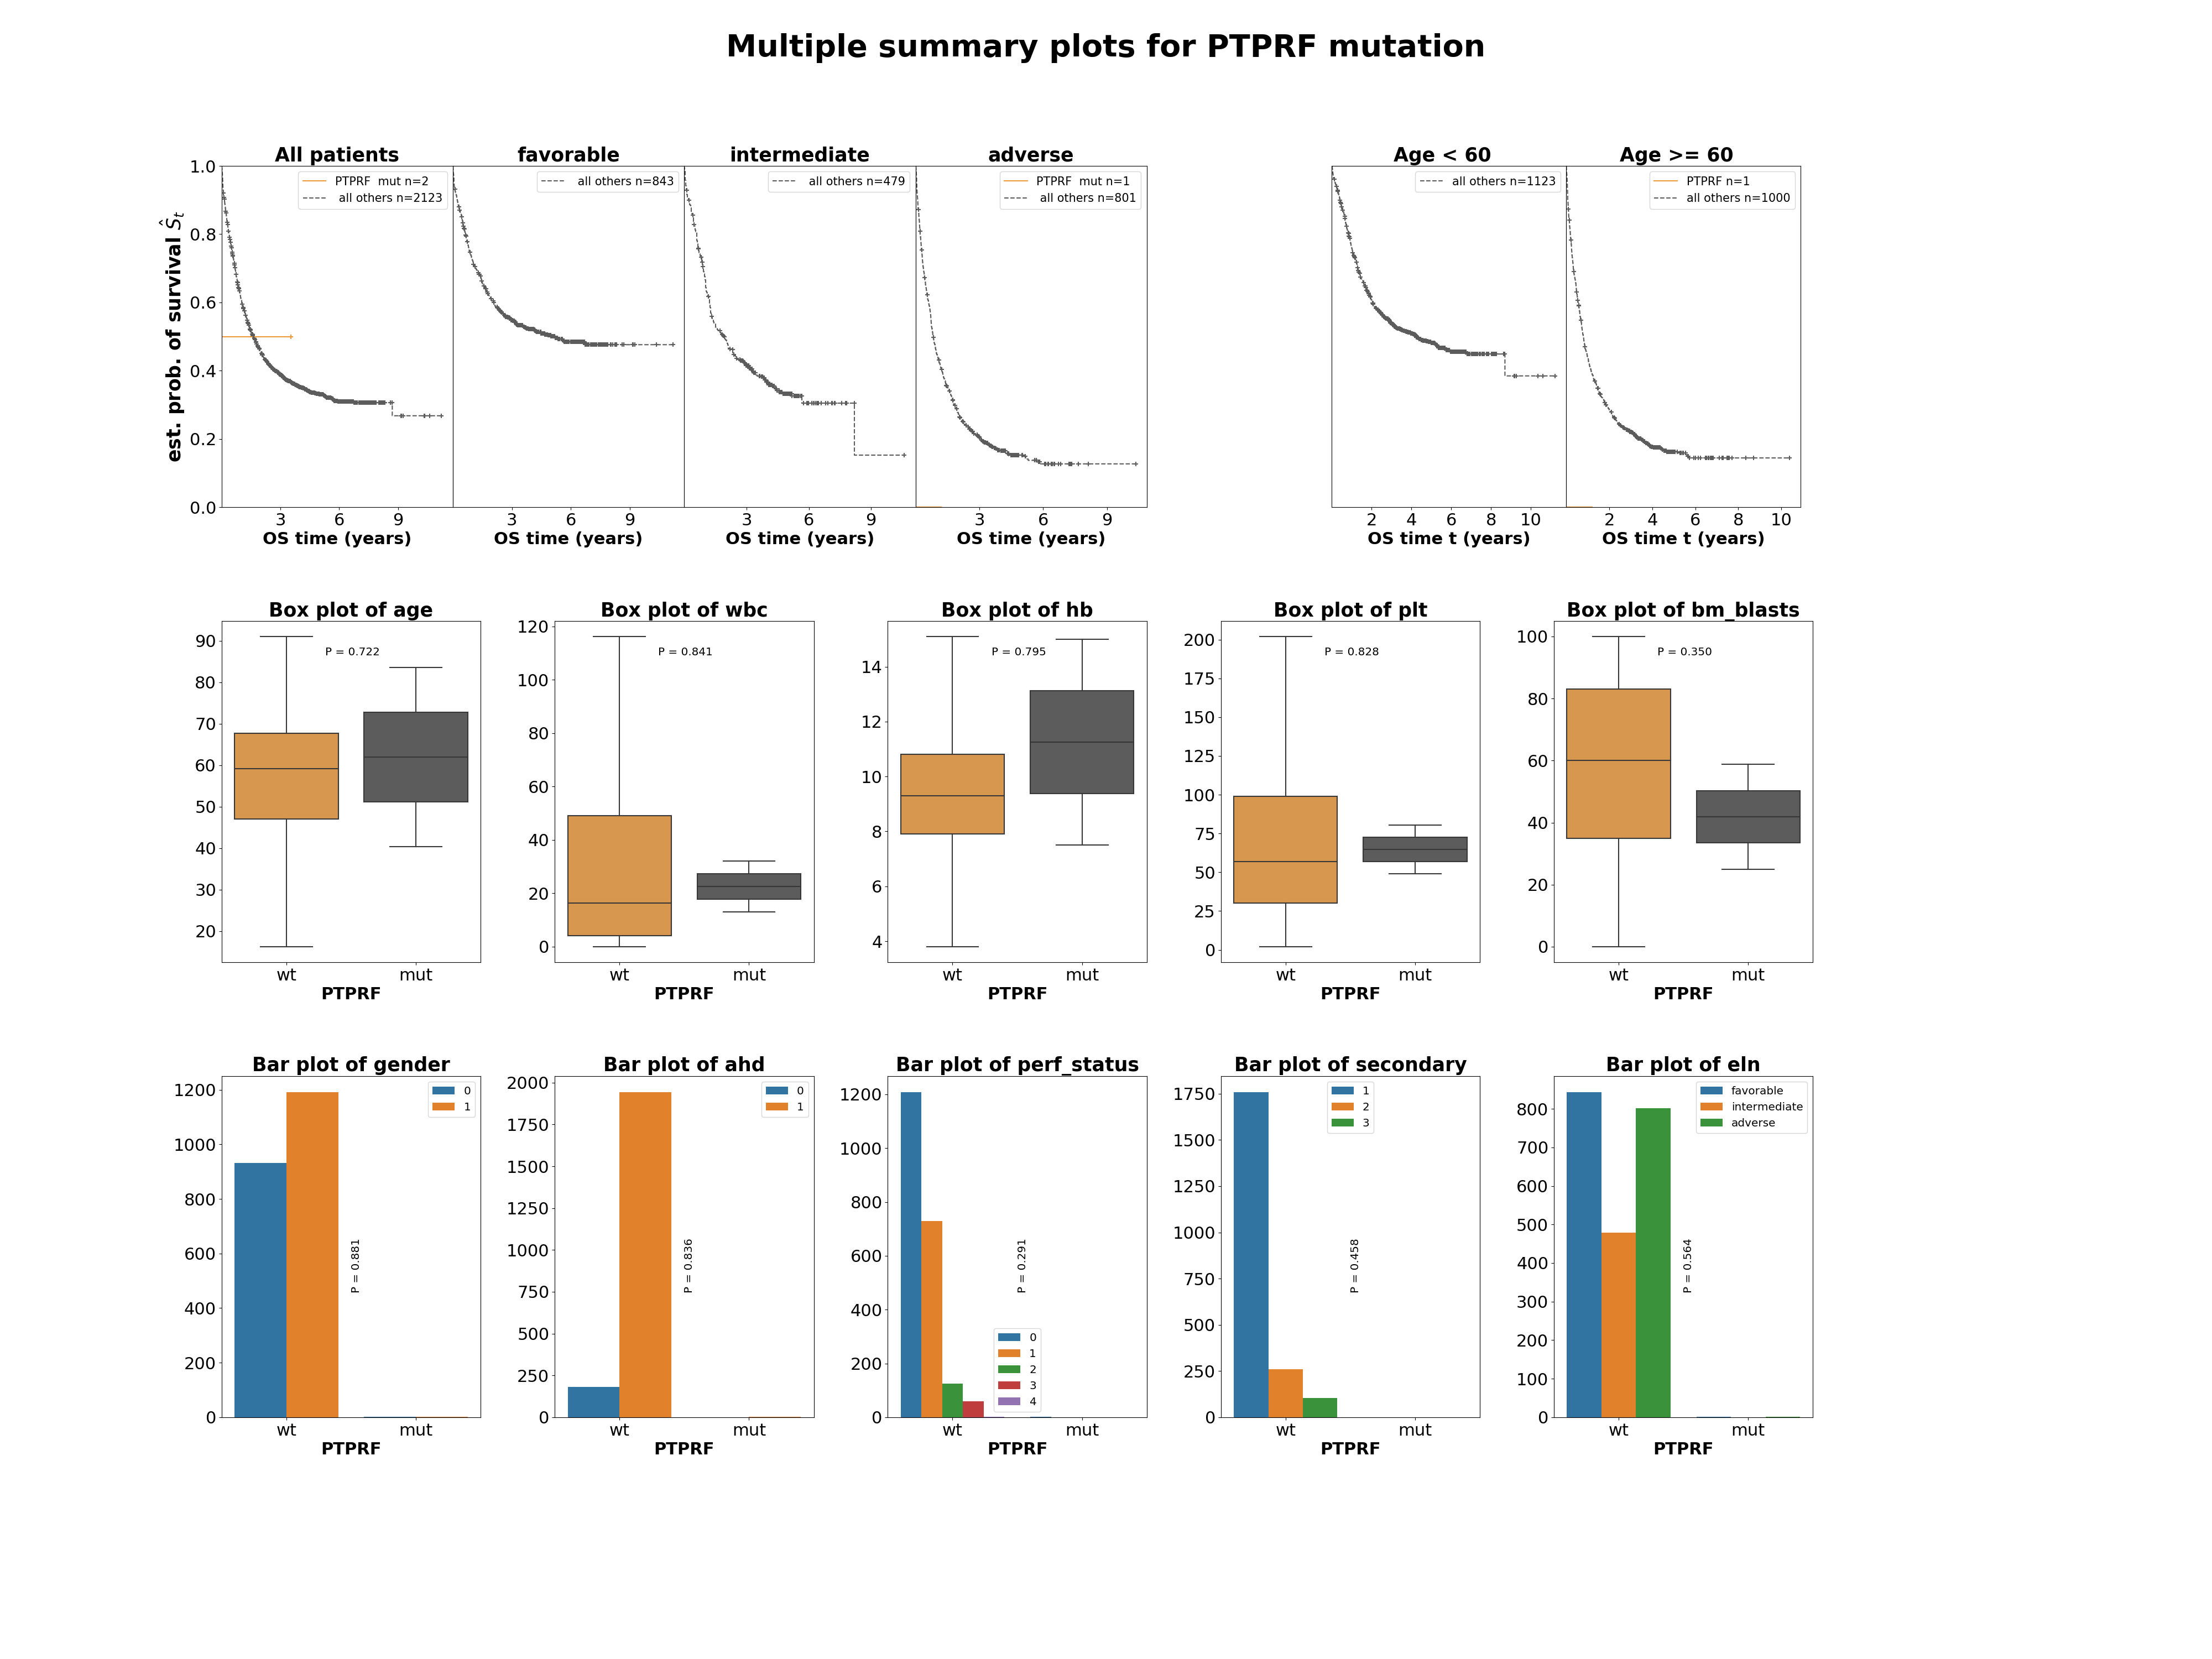 Multiple summary plots for PTPRF mutation
All patients
favorable
intermediate
adverse
Age < 60
Age >= 60
est. prob. of survival Ŝt
1.0
0.8
0.6
0.4
0.2
0.0
PTPRF mut n=2
all others n=2123
all others n=843
all others n=479
PTPRF mut n=1
all others n=801
all others n=1123
PTPRF n=1
all others n=1000
3 6 9
3 6 9
3 6 9
3 6 9
2 4 6 8 10
2 4 6 8 10
OS time (years)
OS time (years)
OS time (years)
OS time (years)
OS time t (years)
OS time t (years)
Box plot of age
P = 0.722
90
80
70
60
50
40
30
20
wt mut
PTPRF
Box plot of wbc
P = 0.841
120
100
80
60
40
20
0
wt mut
PTPRF
Box plot of hb
P = 0.795
14
12
10
8
6
4
wt mut
PTPRF
Box plot of plt
P = 0.828
200
175
150
125
100
75
50
25
0
wt mut
PTPRF
Box plot of bm_blasts
P = 0.350
100
80
60
40
20
0
wt mut
PTPRF
Bar plot of gender
0
1
P = 0.881
1200
1000
800
600
400
200
0
wt mut
PTPRF
Bar plot of ahd
0
1
P = 0.836
2000
1750
1500
1250
1000
750
500
250
0
wt mut
PTPRF
Bar plot of perf_status
P = 0.291
0
1
2
3
4
1200
1000
800
600
400
200
0
wt mut
PTPRF
Bar plot of secondary
1
2
3
P = 0.458
1750
1500
1250
1000
750
500
250
0
wt mut
PTPRF
Bar plot of eln
favorable
intermediate
adverse
P = 0.564
800
700
600
500
400
300
200
100
0
wt mut
PTPRF